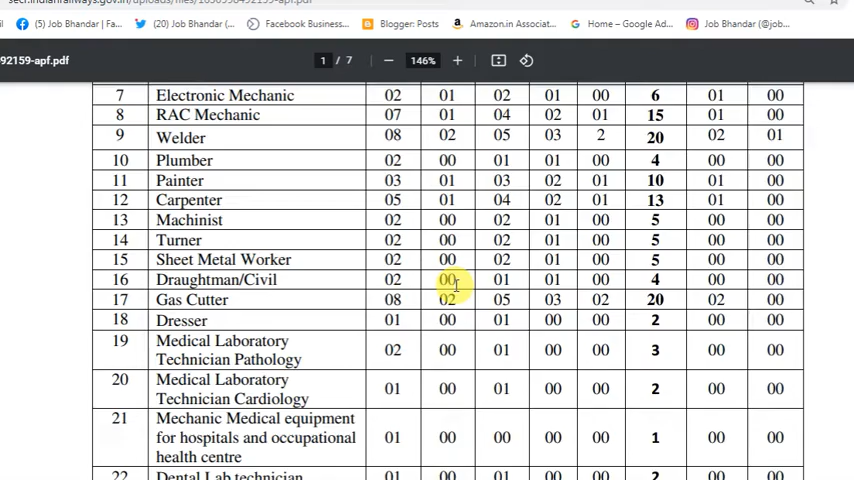 secr.indianrailways.gov.in/uploads/files/
(5) Job Bhandar | Fa... (20) Job Bhandar | T... Facebook Business... Blogger: Posts Amazon.in Associat... Home – Google Ad... Job Bhandar (@job...
92159-apf.pdf 1 / 7 146%
7 Electronic Mechanic 02 01 02 01 00 6 01 00
8 RAC Mechanic 07 01 04 02 01 15 01 00
9 Welder 08 02 05 03 2 20 02 01
10 Plumber 02 00 01 01 00 4 00 00
11 Painter 03 01 03 02 01 10 01 00
12 Carpenter 05 01 04 02 01 13 01 00
13 Machinist 02 00 02 01 00 5 00 00
14 Turner 02 00 02 01 00 5 00 00
15 Sheet Metal Worker 02 00 02 01 00 5 00 00
16 Draughtman/Civil 02 00 01 01 00 4 00 00
17 Gas Cutter 08 02 05 03 02 20 02 00
18 Dresser 01 00 01 00 00 2 00 00
19 Medical Laboratory
Technician Pathology 02 00 01 00 00 3 00 00
20 Medical Laboratory
Technician Cardiology 01 00 01 00 00 2 00 00
21 Mechanic Medical equipment
for hospitals and occupational 01 00 00 00 00 1 00 00
health centre
22 Dental Lab technician 01 00 01 00 00 2 00 00